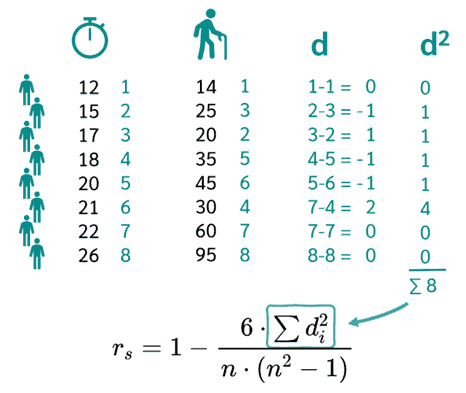 d d²
12 1 14 1 1-1 = 0 0
15 2 25 3 2-3 = -1 1
17 3 20 2 3-2 = 1 1
18 4 35 5 4-5 = -1 1
20 5 45 6 5-6 = -1 1
21 6 30 4 7-4 = 2 4
22 7 60 7 7-7 = 0 0
26 8 95 8 8-8 = 0 0
∑ 8
r_s = 1 - (6 · ∑ d_i²) / (n · (n² - 1))